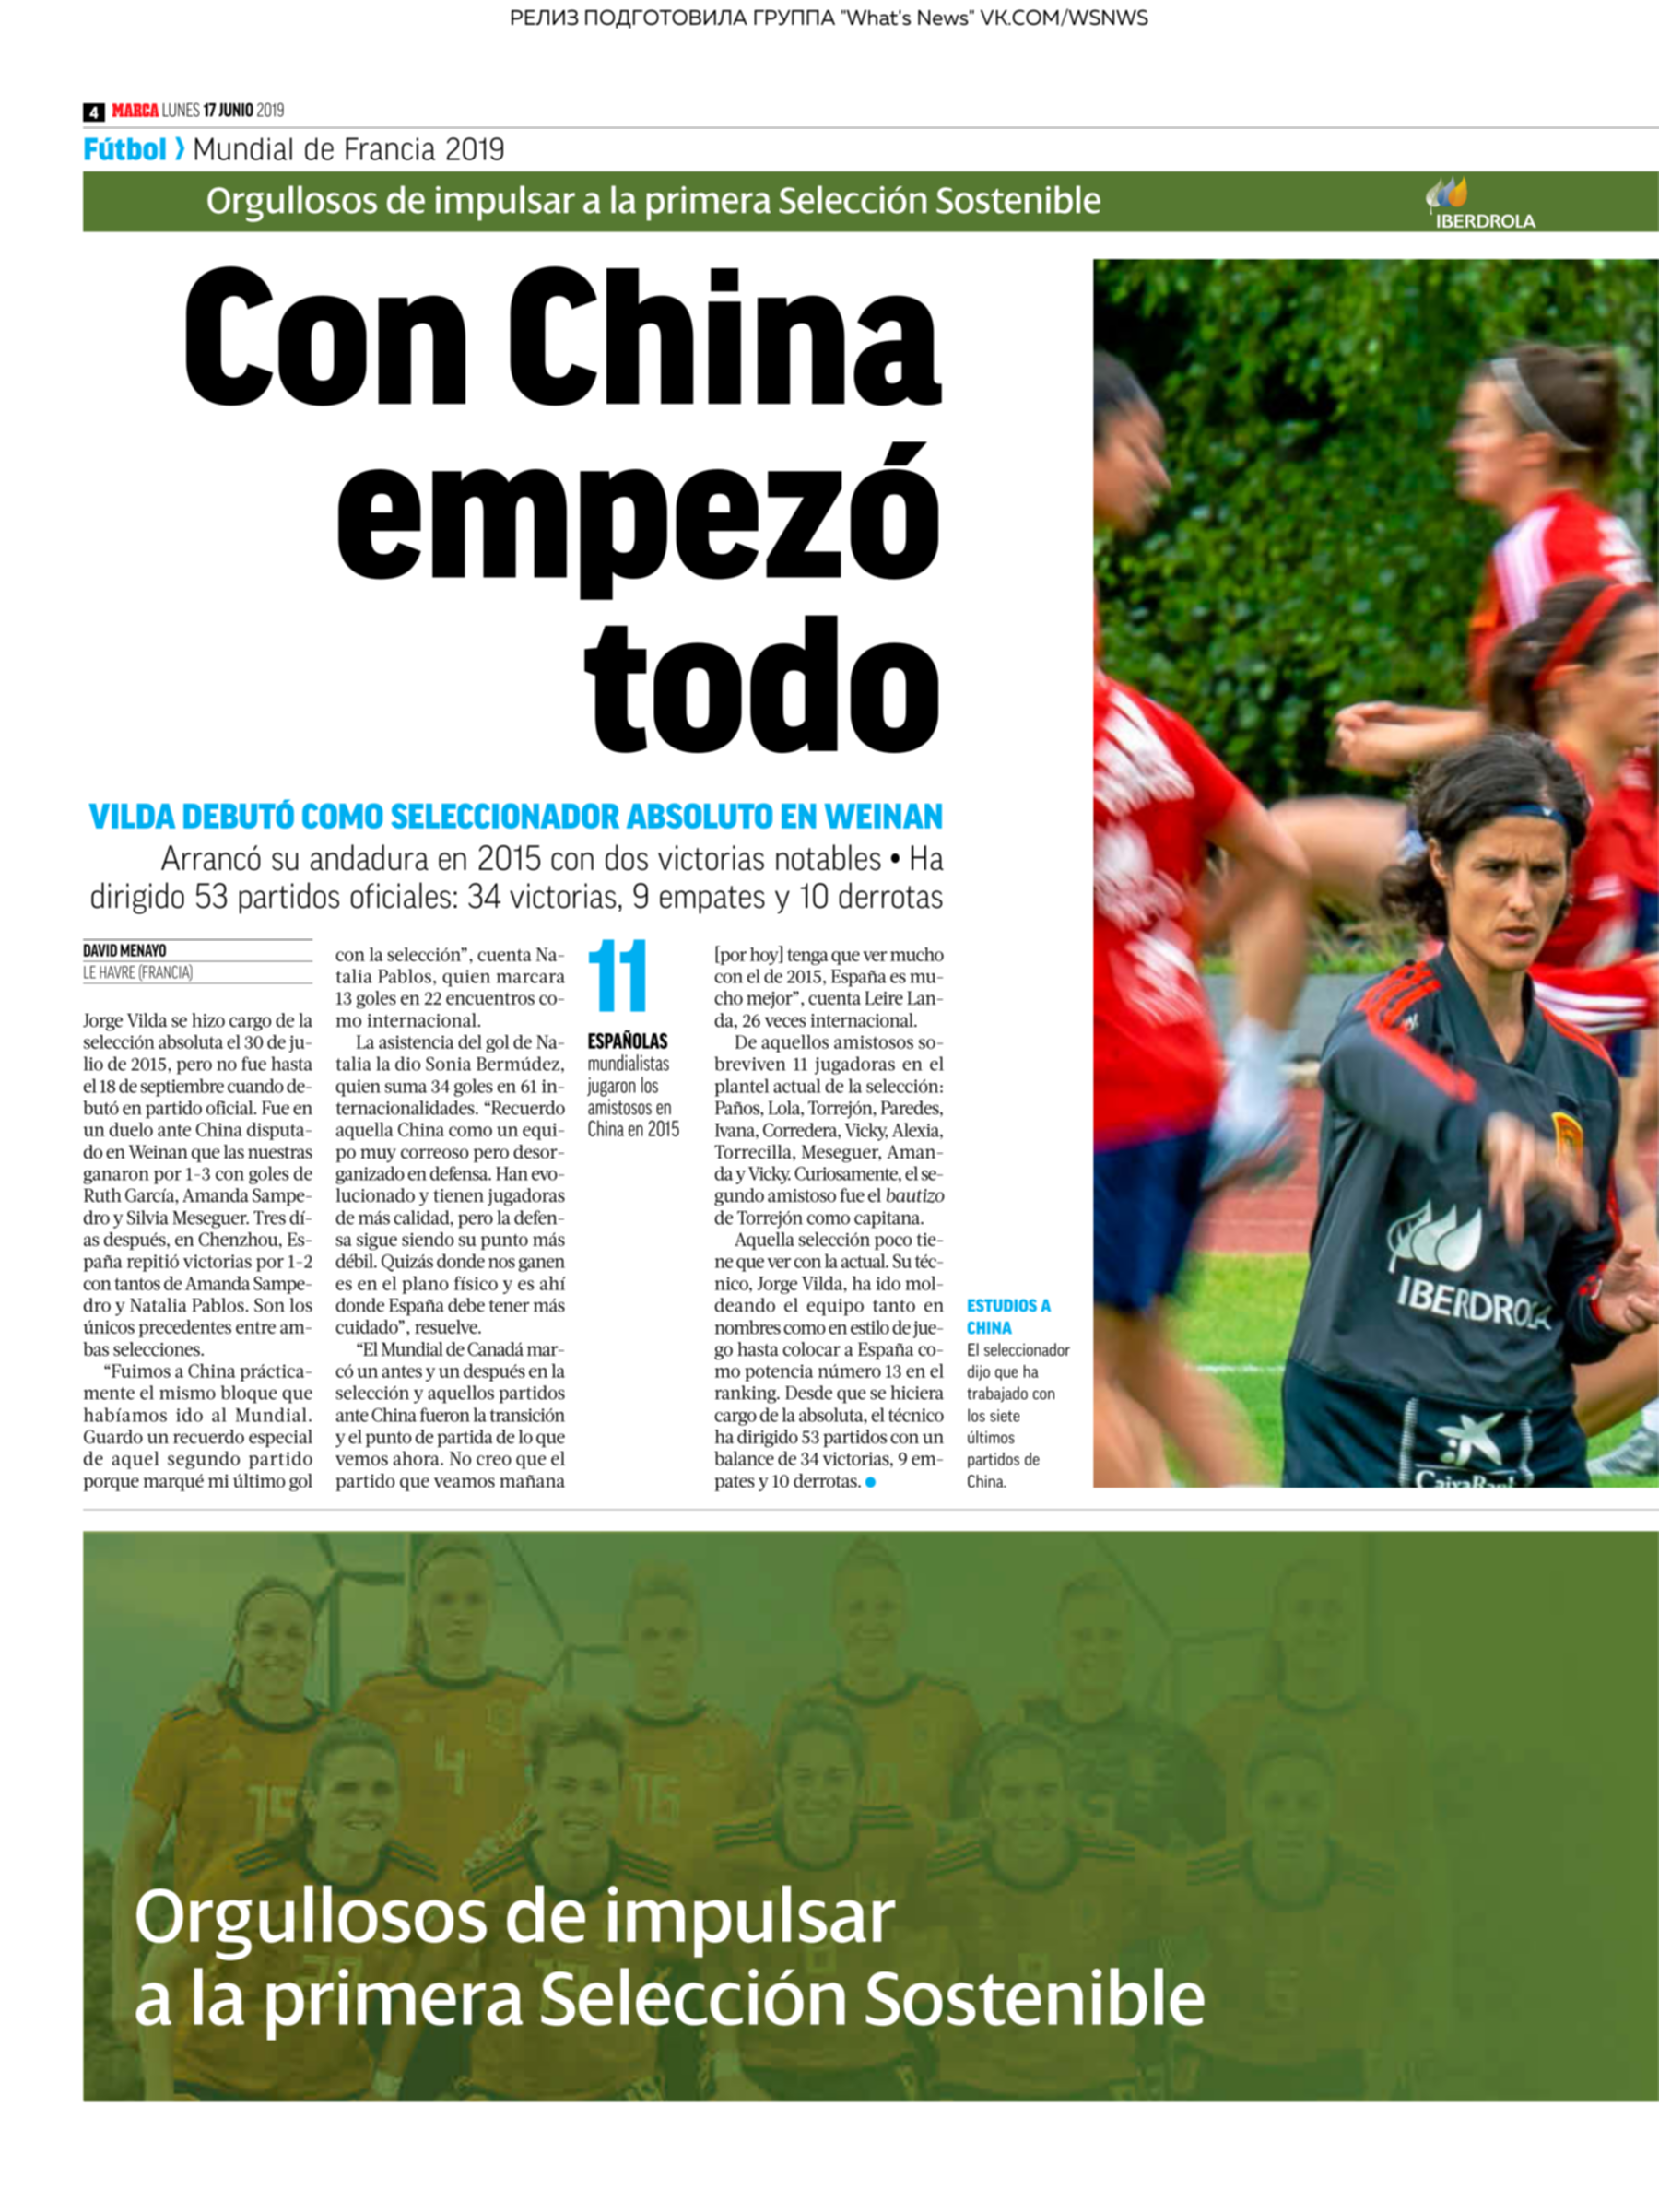 РЕЛИЗ ПОДГОТОВИЛА ГРУППА "What's News" VK.COM/WSNWS
4 MARCA LUNES 17 JUNIO 2019
Fútbol › Mundial de Francia 2019
Orgullosos de impulsar a la primera Selección Sostenible
IBERDROLA
Con China
empezó
todo
VILDA DEBUTÓ COMO SELECCIONADOR ABSOLUTO EN WEINAN
Arrancó su andadura en 2015 con dos victorias notables • Ha
dirigido 53 partidos oficiales: 34 victorias, 9 empates y 10 derrotas
DAVID MENAYO
LE HAVRE (FRANCIA)
Jorge Vilda se hizo cargo de la
selección absoluta el 30 de ju-
lio de 2015, pero no fue hasta
el 18 de septiembre cuando de-
butó en partido oficial. Fue en
un duelo ante China disputa-
do en Weinan que las nuestras
ganaron por 1-3 con goles de
Ruth García, Amanda Sampe-
dro y Silvia Meseguer. Tres dí-
as después, en Chenzhou, Es-
paña repitió victorias por 1-2
con tantos de Amanda Sampe-
dro y Natalia Pablos. Son los
únicos precedentes entre am-
bas selecciones.
“Fuimos a China práctica-
mente el mismo bloque que
habíamos ido al Mundial.
Guardo un recuerdo especial
de aquel segundo partido
porque marqué mi último gol
con la selección”, cuenta Na-
talia Pablos, quien marcara
13 goles en 22 encuentros co-
mo internacional.
La asistencia del gol de Na-
talia la dio Sonia Bermúdez,
quien suma 34 goles en 61 in-
ternacionalidades. “Recuerdo
aquella China como un equi-
po muy correoso pero desor-
ganizado en defensa. Han evo-
lucionado y tienen jugadoras
de más calidad, pero la defen-
sa sigue siendo su punto más
débil. Quizás donde nos ganen
es en el plano físico y es ahí
donde España debe tener más
cuidado”, resuelve.
“El Mundial de Canadá mar-
có un antes y un después en la
selección y aquellos partidos
ante China fueron la transición
y el punto de partida de lo que
vemos ahora. No creo que el
partido que veamos mañana
11
ESPAÑOLAS
mundialistas
jugaron los
amistosos en
China en 2015
[por hoy] tenga que ver mucho
con el de 2015, España es mu-
cho mejor”, cuenta Leire Lan-
da, 26 veces internacional.
De aquellos amistosos so-
breviven 11 jugadoras en el
plantel actual de la selección:
Paños, Lola, Torrejón, Paredes,
Ivana, Corredera, Vicky, Alexia,
Torrecilla, Meseguer, Aman-
da y Vicky. Curiosamente, el se-
gundo amistoso fue el bautizo
de Torrejón como capitana.
Aquella selección poco tie-
ne que ver con la actual. Su téc-
nico, Jorge Vilda, ha ido mol-
deando el equipo tanto en
nombres como en estilo de jue-
go hasta colocar a España co-
mo potencia número 13 en el
ranking. Desde que se hiciera
cargo de la absoluta, el técnico
ha dirigido 53 partidos con un
balance de 34 victorias, 9 em-
pates y 10 derrotas.
ESTUDIOS A
CHINA
El seleccionador
dijo que ha
trabajado con
los siete
últimos
partidos de
China.
IBERDROLA
CaixaBank
4
15
16
Orgullosos de impulsar
a la primera Selección Sostenible